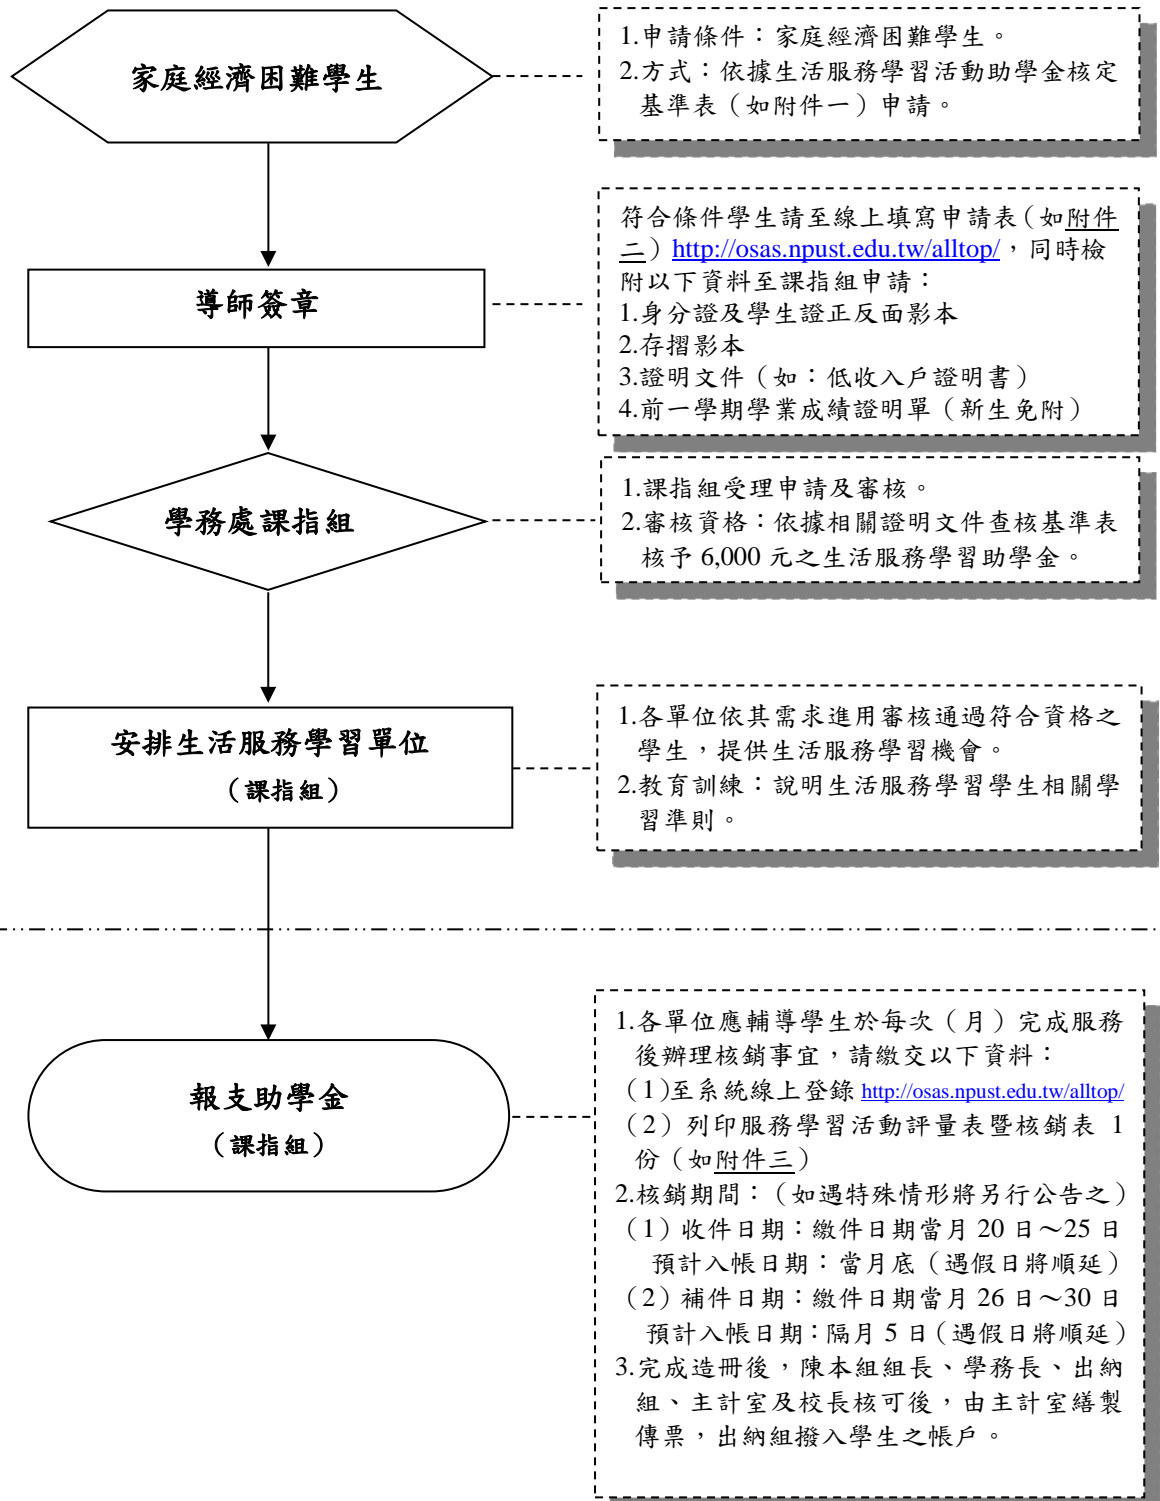 家庭經濟困難學生
1.申請條件：家庭經濟困難學生。
2.方式：依據生活服務學習活動助學金核定
基準表（如附件一）申請。
導師簽章
符合條件學生請至線上填寫申請表（如附件
二）http://osas.npust.edu.tw/alltop/，同時檢
附以下資料至課指組申請：
1.身分證及學生證正反面影本
2.存摺影本
3.證明文件（如：低收入戶證明書）
4.前一學期學業成績證明單（新生免附）
學務處課指組
1.課指組受理申請及審核。
2.審核資格：依據相關證明文件查核基準表
核予 6,000 元之生活服務學習助學金。
安排生活服務學習單位
（課指組）
1.各單位依其需求進用審核通過符合資格之
學生，提供生活服務學習機會。
2.教育訓練：說明生活服務學習學生相關學
習準則。
報支助學金
（課指組）
1.各單位應輔導學生於每次（月）完成服務
後辦理核銷事宜，請繳交以下資料：
（1）至系統線上登錄 http://osas.npust.edu.tw/alltop/
（2）列印服務學習活動評量表暨核銷表 1
份（如附件三）
2.核銷期間：（如遇特殊情形將另行公告之）
（1）收件日期：繳件日期當月 20 日～25 日
預計入帳日期：當月底（遇假日將順延）
（2）補件日期：繳件日期當月 26 日～30 日
預計入帳日期：隔月 5 日（遇假日將順延）
3.完成造冊後，陳本組組長、學務長、出納
組、主計室及校長核可後，由主計室繕製
傳票，出納組撥入學生之帳戶。